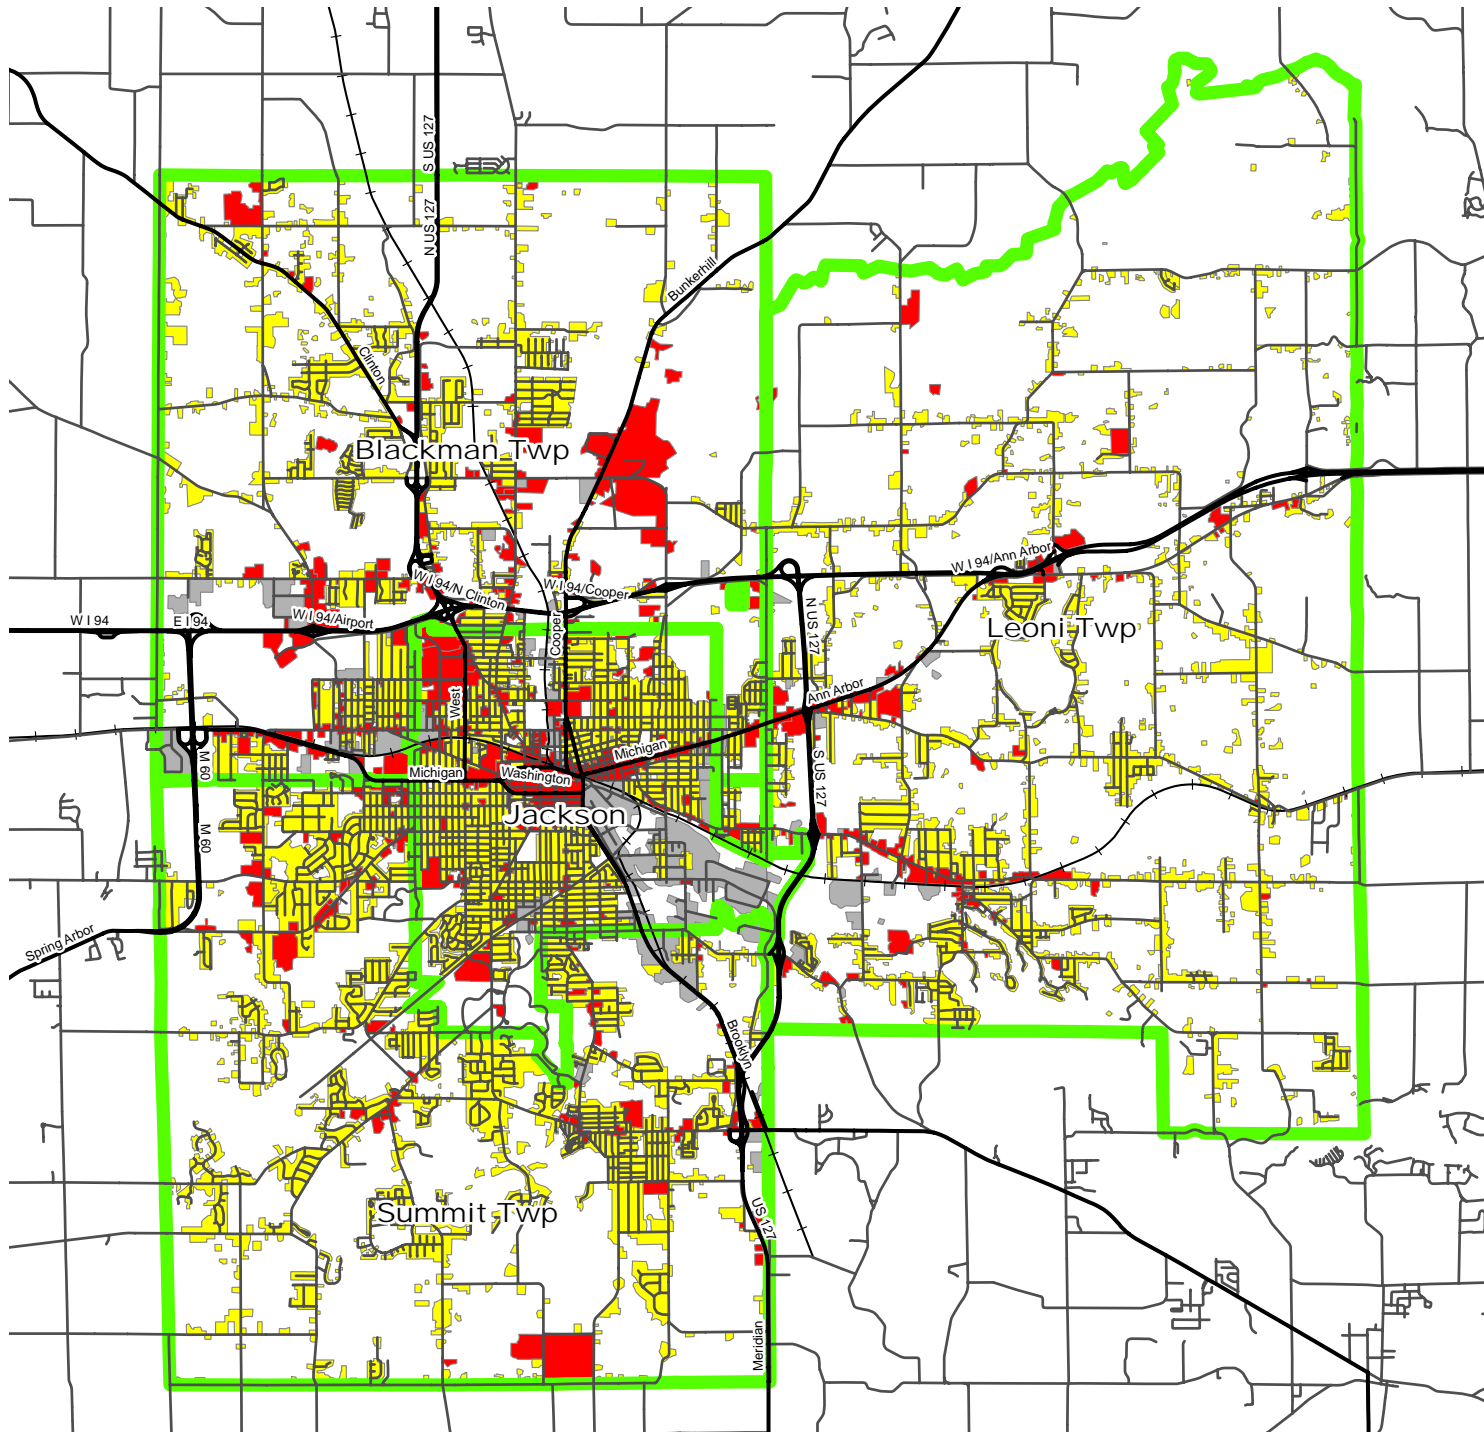 S US 127
N US 127
Bunkerhill
Clinton
Blackman Twp
W I 94/Ann Arbor
W I 94/N Clinton
W I 94/Cooper
W I 94
E I 94
W I 94/Airport
Cooper
N US 127
Leoni Twp
West
Ann Arbor
M 60
Michigan
Washington
Michigan
S US 127
Jackson
M 60
Spring Arbor
Brooklyn
Summit Twp
US 127
Meridian